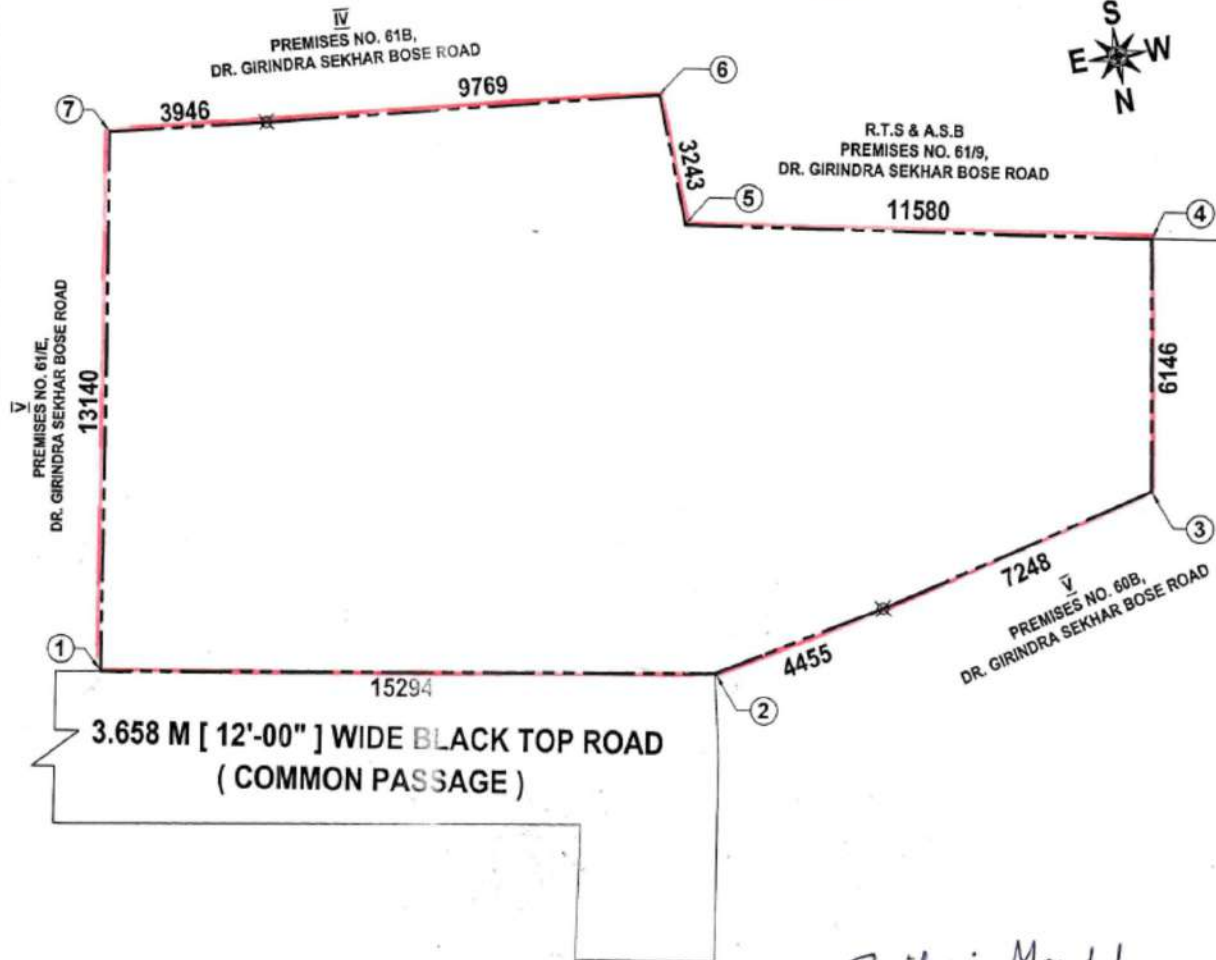 IV
PREMISES NO. 61B,
DR. GIRINDRA SEKHAR BOSE ROAD
S
E W
N
7
3946
9769
6
R.T.S & A.S.B
PREMISES NO. 61/9,
DR. GIRINDRA SEKHAR BOSE ROAD
3243
5
11580
4
V
PREMISES NO. 61/E,
DR. GIRINDRA SEKHAR BOSE ROAD
13140
6146
3
7248
V
PREMISES NO. 60B,
DR. GIRINDRA SEKHAR BOSE ROAD
4455
1
15294
2
3.658 M [ 12'-00" ] WIDE BLACK TOP ROAD
( COMMON PASSAGE )